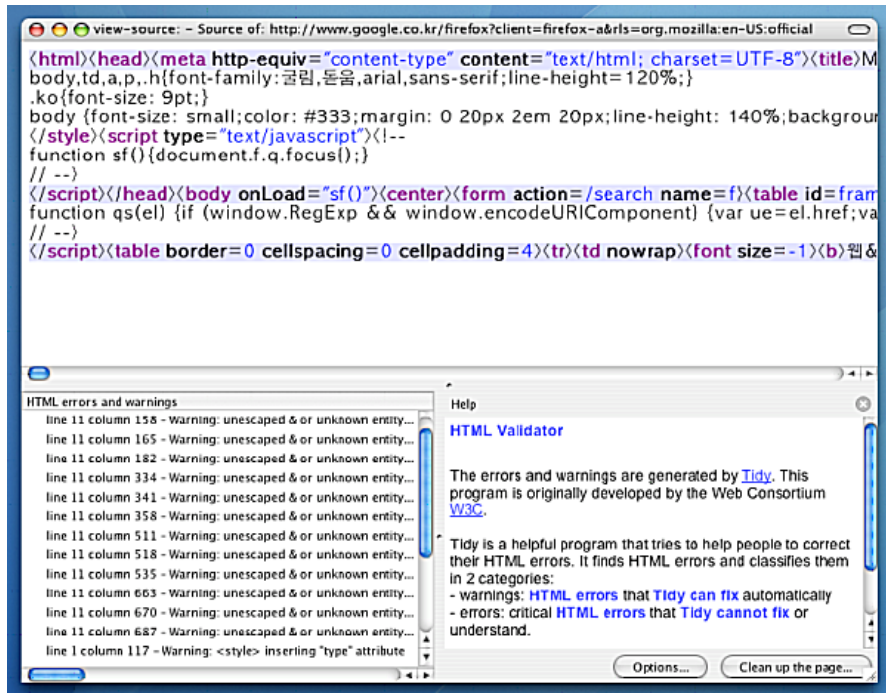 view-source: - Source of: http://www.google.co.kr/firefox?client=firefox-a&rls=org.mozilla:en-US:official
<html><head><meta http-equiv="content-type" content="text/html; charset=UTF-8"><title>M
body,td,a,p,.h{font-family:굴림,돋움,arial,sans-serif;line-height=120%;}
.ko{font-size: 9pt;}
body {font-size: small;color: #333;margin: 0 20px 2em 20px;line-height: 140%;backgroun
</style><script type="text/javascript"><!--
function sf(){document.f.q.focus();}
// -->
</script></head><body onLoad="sf()"><center><form action=/search name=f><table id=fram
function qs(el) {if (window.RegExp && window.encodeURIComponent) {var ue=el.href;va
// -->
</script><table border=0 cellspacing=0 cellpadding=4><tr><td nowrap><font size=-1><b>웹&
HTML errors and warnings
line 11 column 158 - Warning: unescaped & or unknown entity...
line 11 column 165 - Warning: unescaped & or unknown entity...
line 11 column 182 - Warning: unescaped & or unknown entity...
line 11 column 334 - Warning: unescaped & or unknown entity...
line 11 column 341 - Warning: unescaped & or unknown entity...
line 11 column 358 - Warning: unescaped & or unknown entity...
line 11 column 511 - Warning: unescaped & or unknown entity...
line 11 column 518 - Warning: unescaped & or unknown entity...
line 11 column 535 - Warning: unescaped & or unknown entity...
line 11 column 663 - Warning: unescaped & or unknown entity...
line 11 column 670 - Warning: unescaped & or unknown entity...
line 11 column 687 - Warning: unescaped & or unknown entity...
line 1 column 117 - Warning: <style> inserting "type" attribute
Help
HTML Validator
The errors and warnings are generated by Tidy. This
program is originally developed by the Web Consortium
W3C.
Tidy is a helpful program that tries to help people to correct
their HTML errors. It finds HTML errors and classifies them
in 2 categories:
- warnings: HTML errors that Tidy can fix automatically
- errors: critical HTML errors that Tidy cannot fix or
understand.
Options...
Clean up the page...